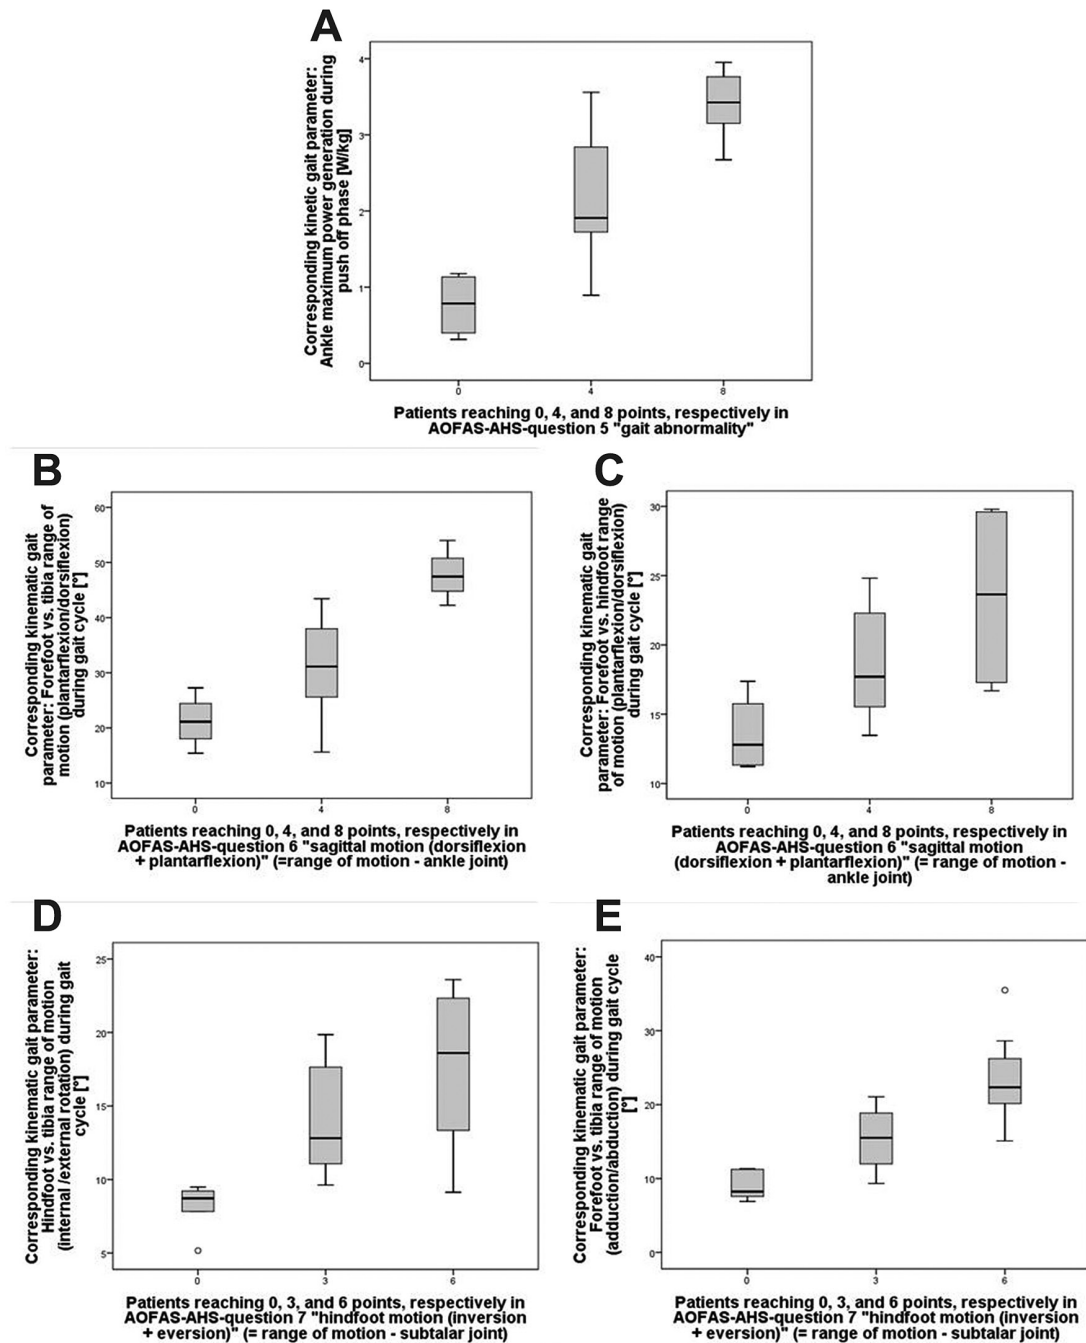 A
Corresponding kinetic gait parameter:
Ankle maximum power generation during
push off phase [W/kg]
4
3
2
1
0
0 4 8
Patients reaching 0, 4, and 8 points, respectively in
AOFAS-AHS-question 5 "gait abnormality"
B
Corresponding kinematic gait
parameter: Forefoot vs. tibia range of
motion (plantarflexion/dorsiflexion)
during gait cycle [°]
60
50
40
30
20
10
0 4 8
Patients reaching 0, 4, and 8 points, respectively in
AOFAS-AHS-question 6 "sagittal motion (dorsiflexion
+ plantarflexion)" (=range of motion - ankle joint)
C
Corresponding kinematic gait
parameter: Forefoot vs. hindfoot range
of motion (plantarflexion/dorsiflexion)
during gait cycle [°]
30
25
20
15
10
0 4 8
Patients reaching 0, 4, and 8 points, respectively in
AOFAS-AHS-question 6 "sagittal motion
(dorsiflexion + plantarflexion)" (= range of motion -
ankle joint)
D
Corresponding kinematic gait parameter:
Hindfoot vs. tibia range of motion
(internal /external rotation) during gait
cycle [°]
25
20
15
10
5
0 3 6
Patients reaching 0, 3, and 6 points, respectively in
AOFAS-AHS-question 7 "hindfoot motion (inversion
+ eversion)" (= range of motion - subtalar joint)
E
Corresponding kinematic gait parameter:
Forefoot vs. tibia range of motion
(adduction/abduction) during gait cycle
[°]
40
30
20
10
0
0 3 6
Patients reaching 0, 3, and 6 points, respectively in
AOFAS-AHS-question 7 "hindfoot motion (inversion
+ eversion)" (= range of motion - subtalar joint)